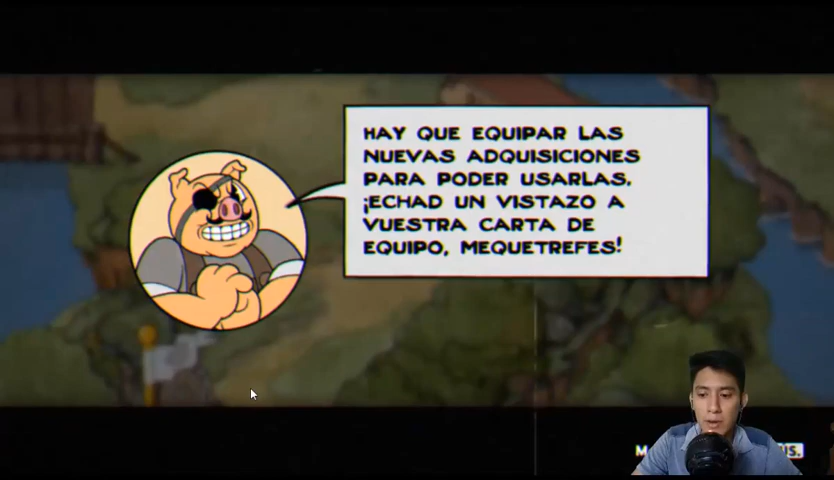 HAY QUE EQUIPAR LAS
NUEVAS ADQUISICIONES
PARA PODER USARLAS.
¡ECHAD UN VISTAZO A
VUESTRA CARTA DE
EQUIPO, MEQUETREFES!